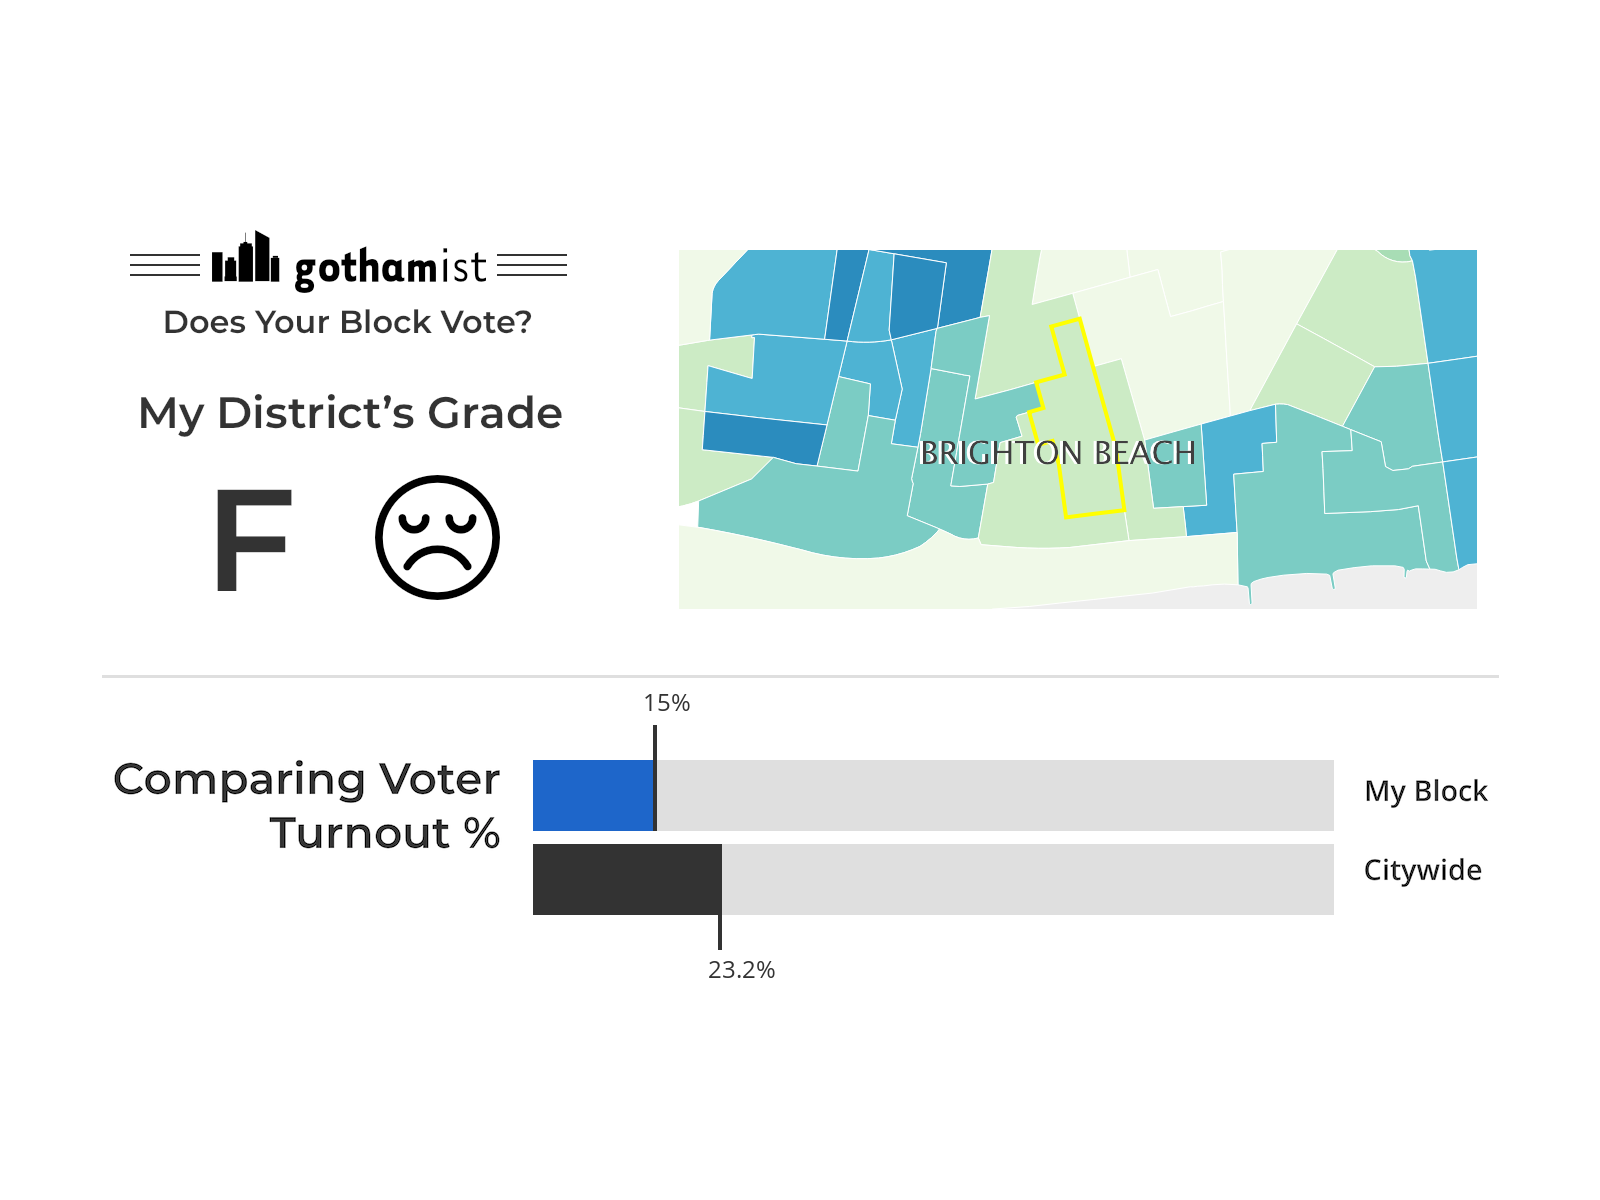 gothamist
Does Your Block Vote?
My District’s Grade
F
BRIGHTON BEACH
15%
Comparing Voter
Turnout %
My Block
Citywide
23.2%